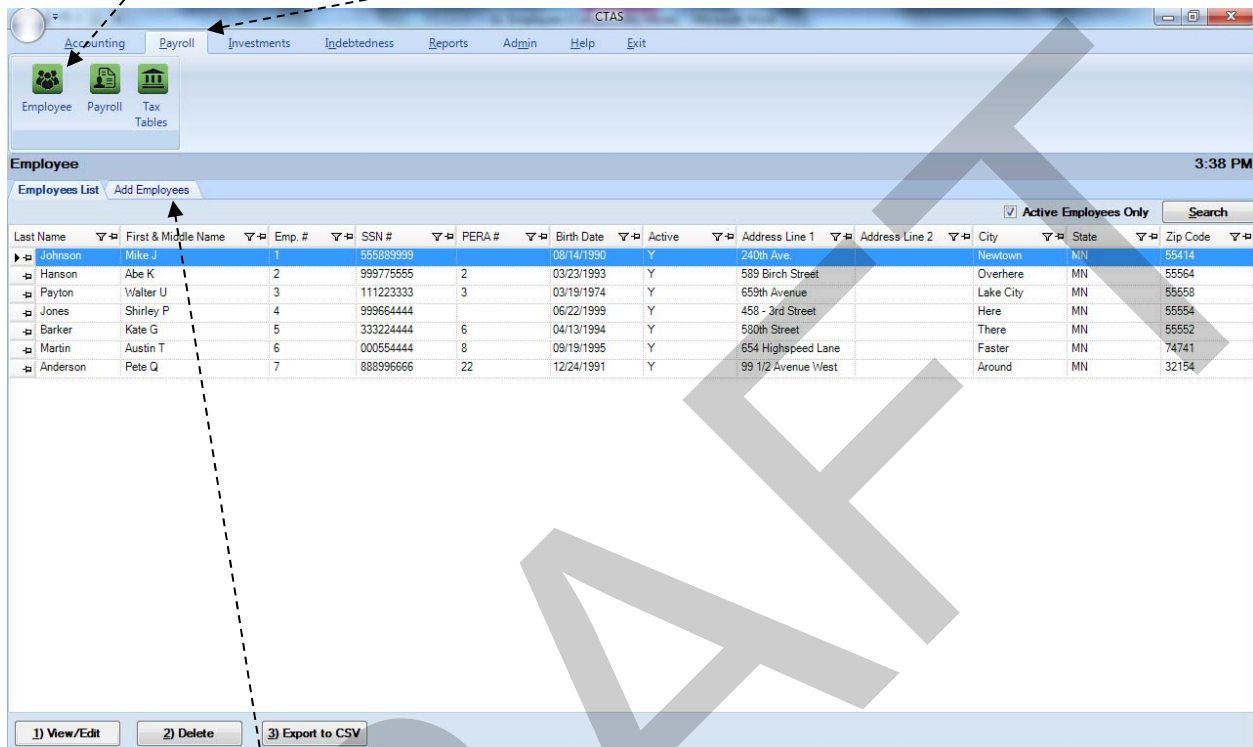 CTAS
Accounting Payroll Investments Indebtedness Reports Admin Help Exit
Employee Payroll Tax Tables
Employee 3:38 PM
Employees List Add Employees
Active Employees Only Search
Last Name First & Middle Name Emp. # SSN # PERA # Birth Date Active Address Line 1 Address Line 2 City State Zip Code
Johnson Mike J 1 555889999 08/14/1990 Y 240th Ave. Newtown MN 55414
Hanson Abe K 2 999775555 2 03/23/1993 Y 589 Birch Street Overhere MN 55564
Payton Walter U 3 111223333 3 03/19/1974 Y 659th Avenue Lake City MN 55558
Jones Shirley P 4 999664444 06/22/1999 Y 458 - 3rd Street Here MN 55554
Barker Kate G 5 333224444 6 04/13/1994 Y 580th Street There MN 55552
Martin Austin T 6 000554444 8 09/19/1995 Y 654 Highspeed Lane Faster MN 74741
Anderson Pete Q 7 888996666 22 12/24/1991 Y 99 1/2 Avenue West Around MN 32154
1) View/Edit 2) Delete 3) Export to CSV